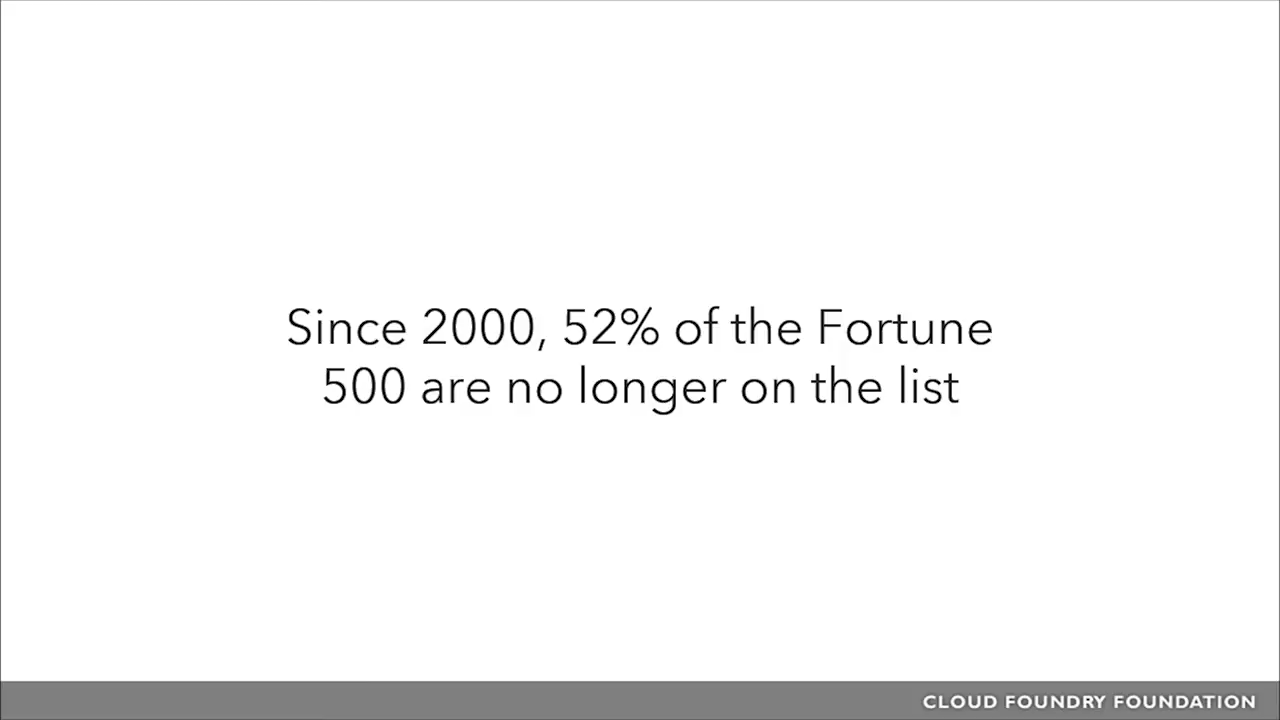 Since 2000, 52% of the Fortune
500 are no longer on the list
CLOUD FOUNDRY FOUNDATION